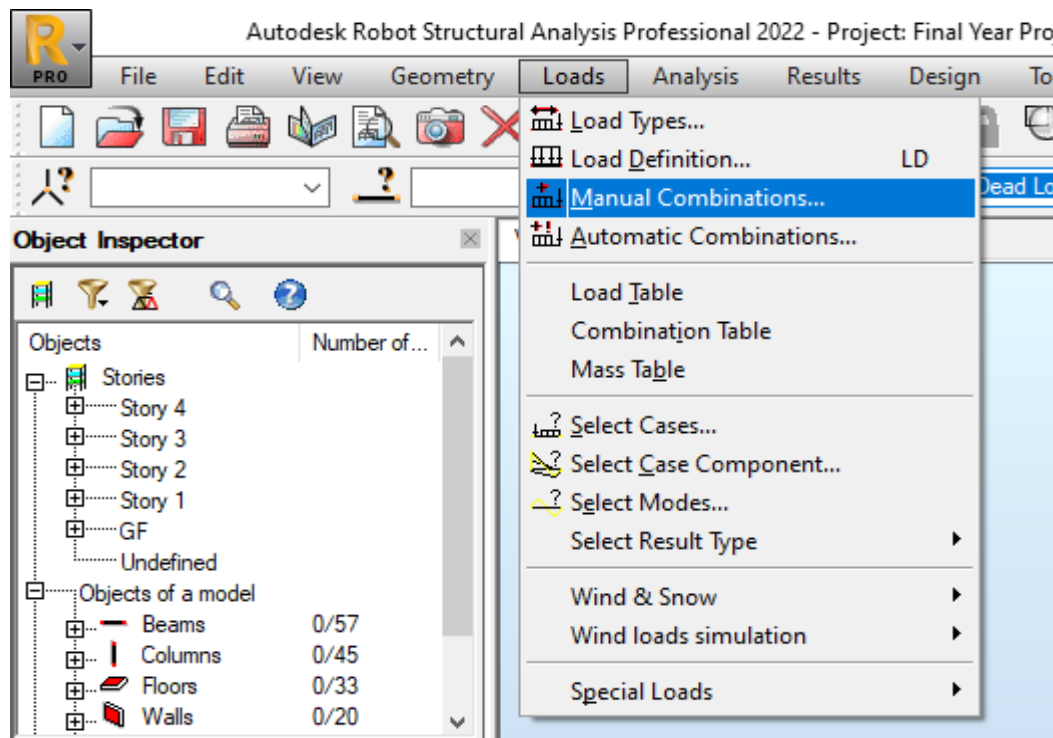 Autodesk Robot Structural Analysis Professional 2022 - Project: Final Year Pro
PRO File Edit View Geometry Loads Analysis Results Design To
Load Types...
Load Definition... LD
Manual Combinations...
Dead Lo
Automatic Combinations...
Object Inspector
Load Table
Combination Table
Mass Table
Select Cases...
Select Case Component...
Select Modes...
Select Result Type
Wind & Snow
Wind loads simulation
Special Loads
Objects Number of...
Stories
Story 4
Story 3
Story 2
Story 1
GF
Undefined
Objects of a model
Beams 0/57
Columns 0/45
Floors 0/33
Walls 0/20